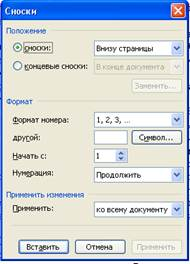 Сноски
Положение
сноски: Внизу страницы
концевые сноски: В конце документа
Заменить...
Формат
Формат номера: 1, 2, 3, ...
другой: Символ...
Начать с: 1
Нумерация: Продолжить
Применить изменения
Применить: ко всему документу
Вставить Отмена Применить